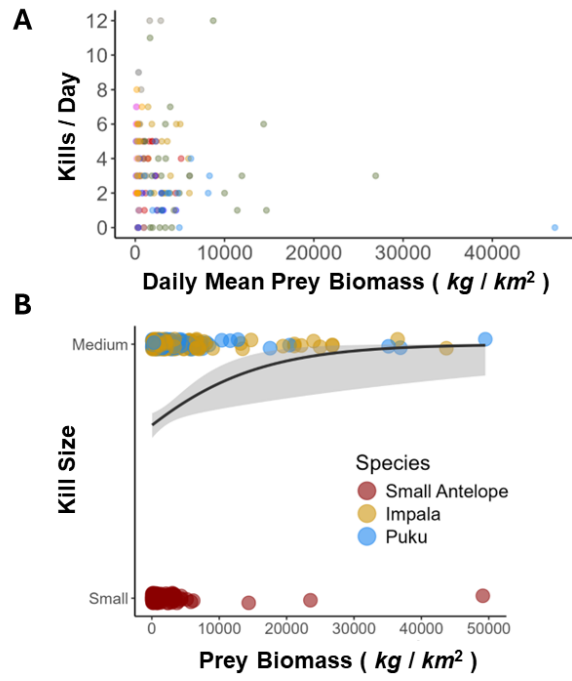 A
Kills / Day
12
10
8
6
4
2
0
0 10000 20000 30000 40000
Daily Mean Prey Biomass ( kg / km² )
B
Kill Size
Medium
Small
Species
Small Antelope
Impala
Puku
0 10000 20000 30000 40000 50000
Prey Biomass ( kg / km² )